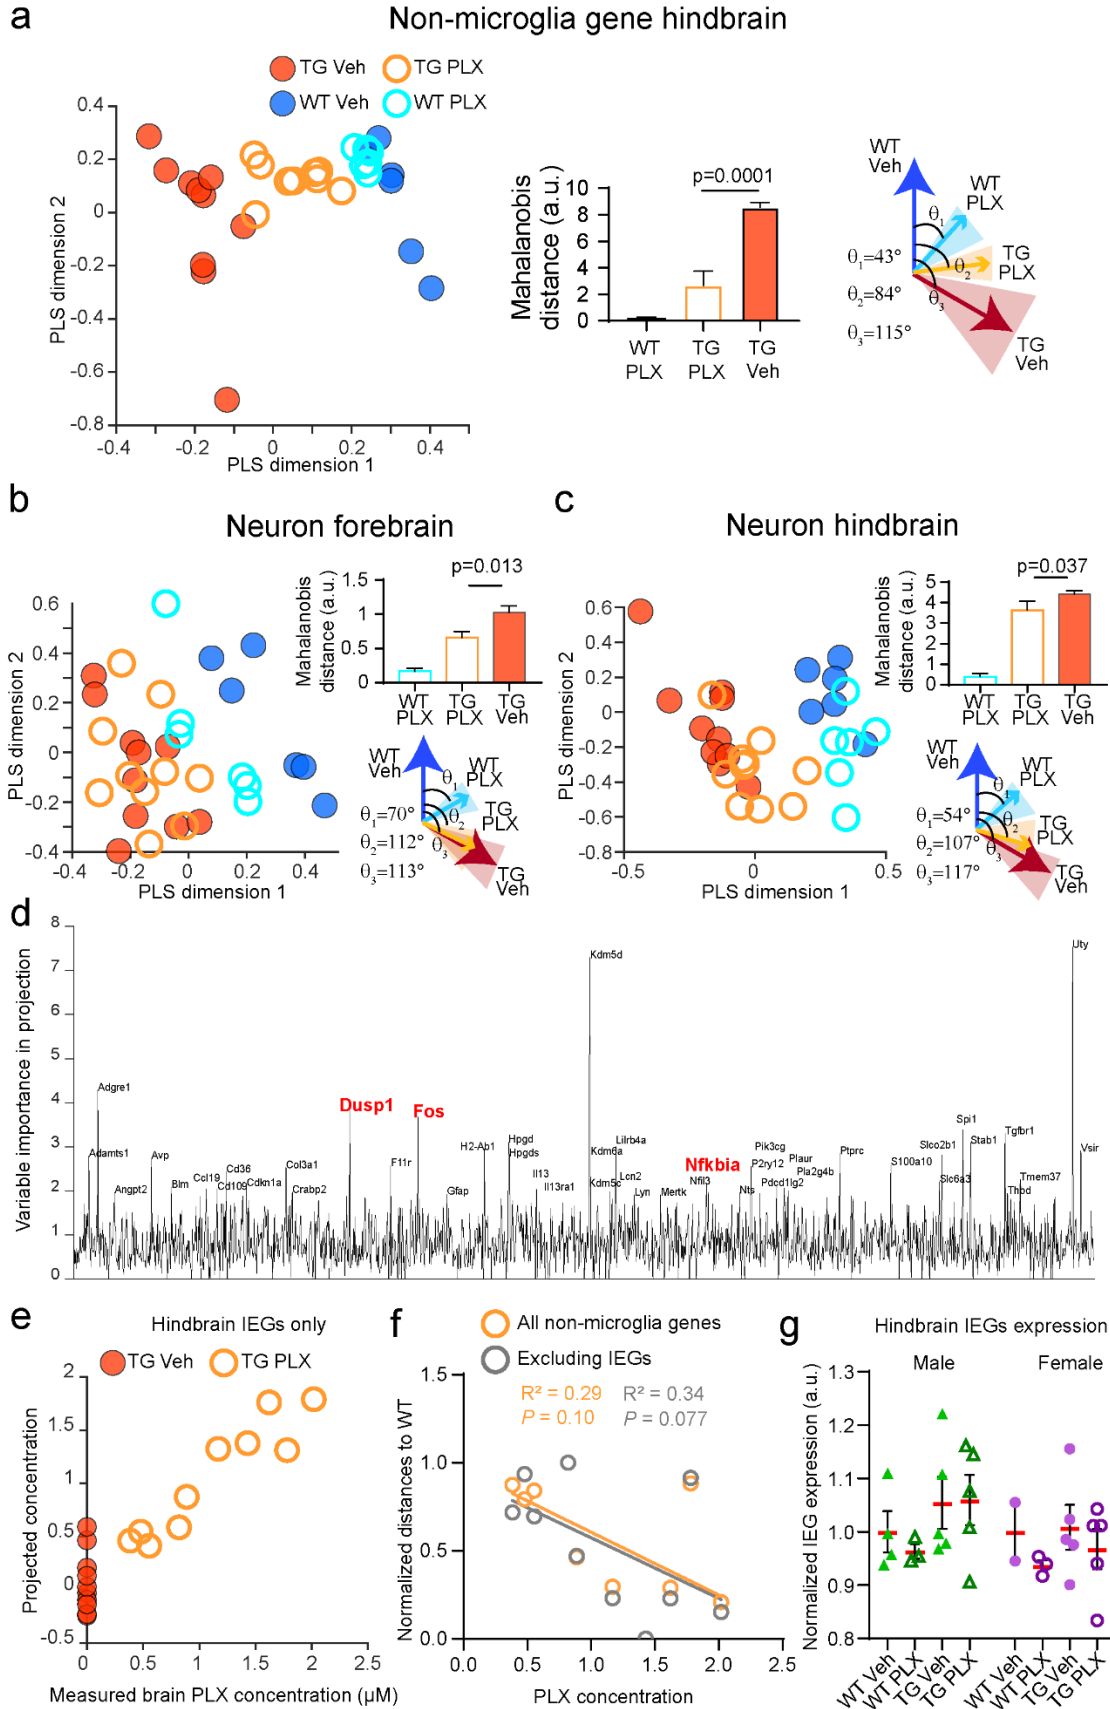 a
Non-microglia gene hindbrain
TG Veh
TG PLX
WT Veh
WT PLX
0.4
0.2
0
-0.2
-0.4
-0.6
-0.8
PLS dimension 2
-0.4
-0.2
0
0.2
0.4
PLS dimension 1
Mahalanobis
distance (a.u.)
10
8
6
4
2
0
p=0.0001
WT
PLX
TG
PLX
TG
Veh
WT
Veh
WT
PLX
TG
PLX
TG
Veh
θ1
θ2
θ3
θ1=43°
θ2=84°
θ3=115°
b
Neuron forebrain
0.6
0.4
0.2
0
-0.2
-0.4
PLS dimension 2
-0.4
-0.2
0
0.2
0.4
PLS dimension 1
Mahalanobis
distance (a.u.)
1.5
1
0.5
0
p=0.013
WT
PLX
TG
PLX
TG
Veh
WT
Veh
WT
PLX
TG
PLX
TG
Veh
θ1
θ2
θ3
θ1=70°
θ2=112°
θ3=113°
c
Neuron hindbrain
0.6
0.4
0.2
0
-0.2
-0.4
-0.6
-0.8
PLS dimension 2
-0.5
0
0.5
PLS dimension 1
Mahalanobis
distance (a.u.)
5
4
3
2
1
0
p=0.037
WT
PLX
TG
PLX
TG
Veh
WT
Veh
WT
PLX
TG
PLX
TG
Veh
θ1
θ2
θ3
θ1=54°
θ2=107°
θ3=117°
d
Variable importance in projection
8
7
6
5
4
3
2
1
0
Adgre1
Adamts1
Angpt2
Avp
Blm
Ccl19
Cd36
Cd109
Cdkn1a
Col3a1
Crabp2
Dusp1
F11r
Fos
Gfap
H2-Ab1
Hpgd
Hpgds
Il13
Il13ra1
Kdm5d
Kdm6a
Kdm5c
Lilrb4a
Lcn2
Lyn
Mertk
Nfkbia
Nfil3
Nts
Pik3cg
P2ry12
Pdcd1lg2
Plaur
Pla2g4b
Ptprc
S100a10
Slco2b1
Slc6a3
Spi1
Stab1
Tgfbr1
Thbd
Tmem37
Uty
Vsir
e
Hindbrain IEGs only
TG Veh
TG PLX
2
1.5
1
0.5
0
-0.5
Projected concentration
0
0.5
1
1.5
2
2.5
Measured brain PLX concentration (µM)
f
All non-microglia genes
Excluding IEGs
R² = 0.29
P = 0.10
R² = 0.34
P = 0.077
1.5
1.0
0.5
0.0
Normalized distances to WT
0.0
0.5
1.0
1.5
2.0
2.5
PLX concentration
g
Hindbrain IEGs expression
Male
Female
1.3
1.2
1.1
1.0
0.9
0.8
Normalized IEG expression (a.u.)
WT Veh
WT PLX
TG Veh
TG PLX
WT Veh
WT PLX
TG Veh
TG PLX